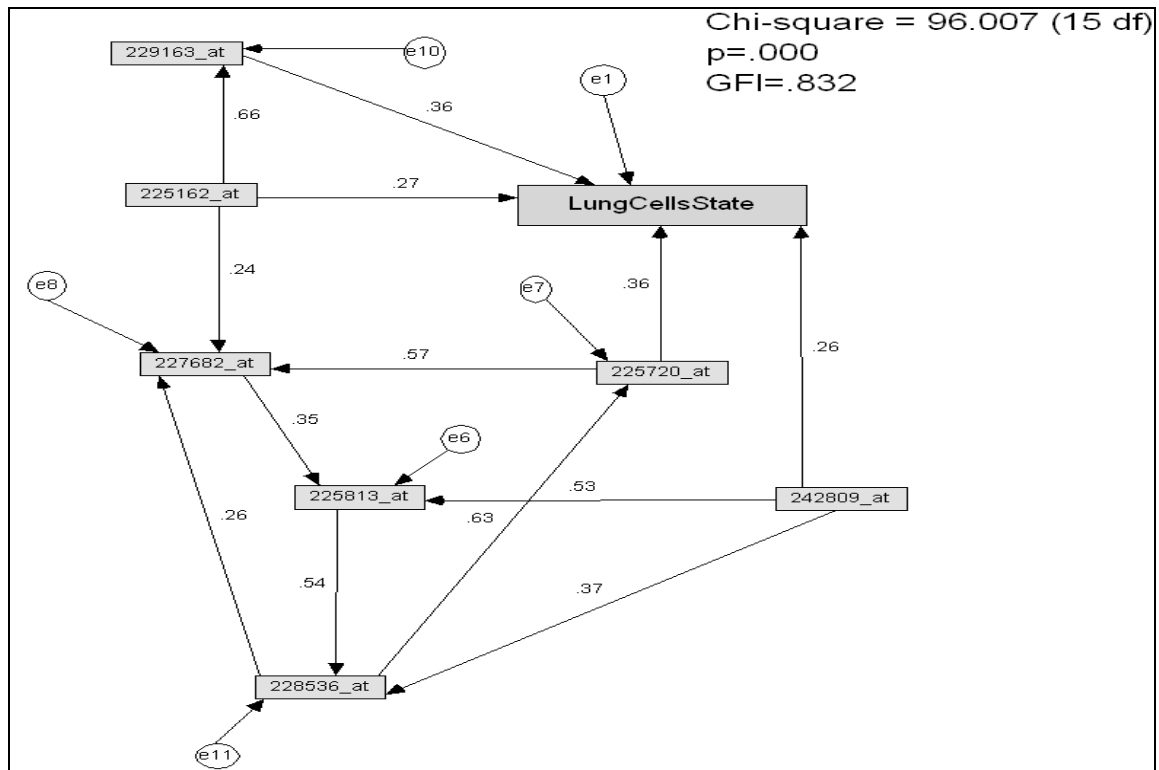 Chi-square = 96.007 (15 df)
p=.000
GFI=.832
229163_at
e10
e1
.66
.36
225162_at
.27
LungCellsState
.24
e8
e7
.36
.26
227682_at
.57
225720_at
.35
e6
225813_at
.53
242809_at
.26
.63
.54
.37
228536_at
e11